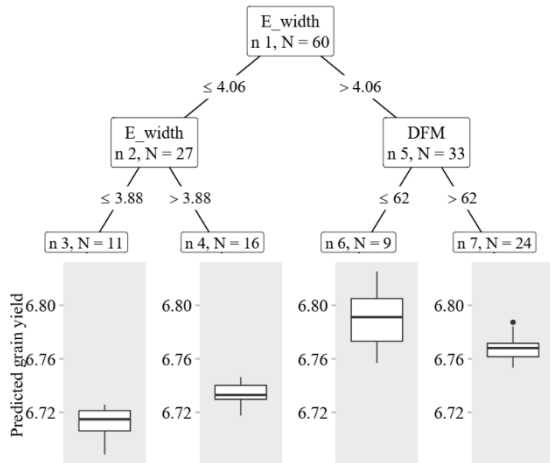 E_width
n 1, N = 60
≤ 4.06
> 4.06
E_width
n 2, N = 27
DFM
n 5, N = 33
≤ 3.88
> 3.88
≤ 62
> 62
n 3, N = 11
n 4, N = 16
n 6, N = 9
n 7, N = 24
Predicted grain yield
6.80
6.76
6.72
6.80
6.76
6.72
6.80
6.76
6.72
6.80
6.76
6.72